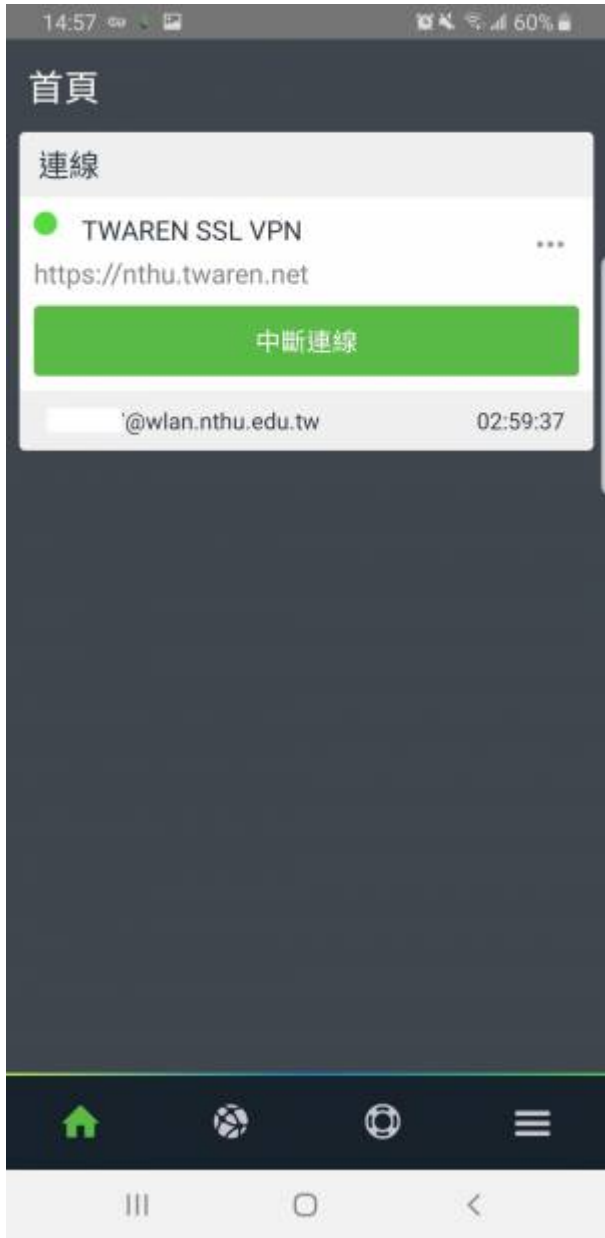 14:57
60%
首頁
連線
TWAREN SSL VPN
https://nthu.twaren.net
中斷連線
@wlan.nthu.edu.tw 02:59:37